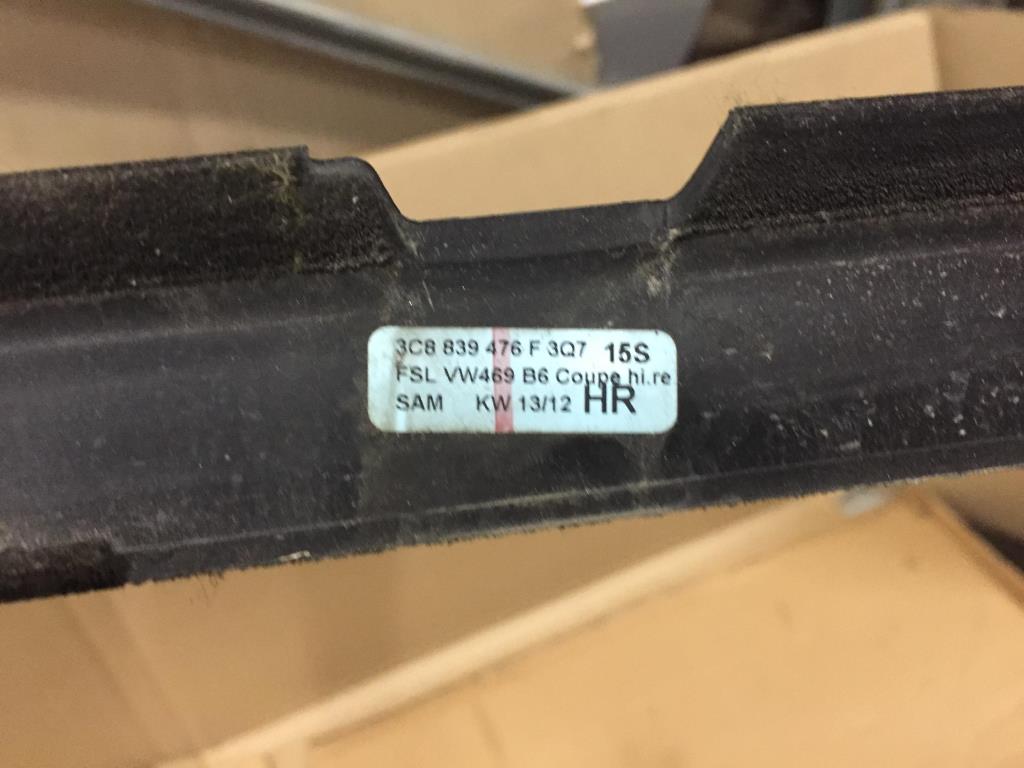 3C8 839 476 F 3Q7 15S
FSL VW469 B6 Coupe hi.re
SAM KW 13/12 HR